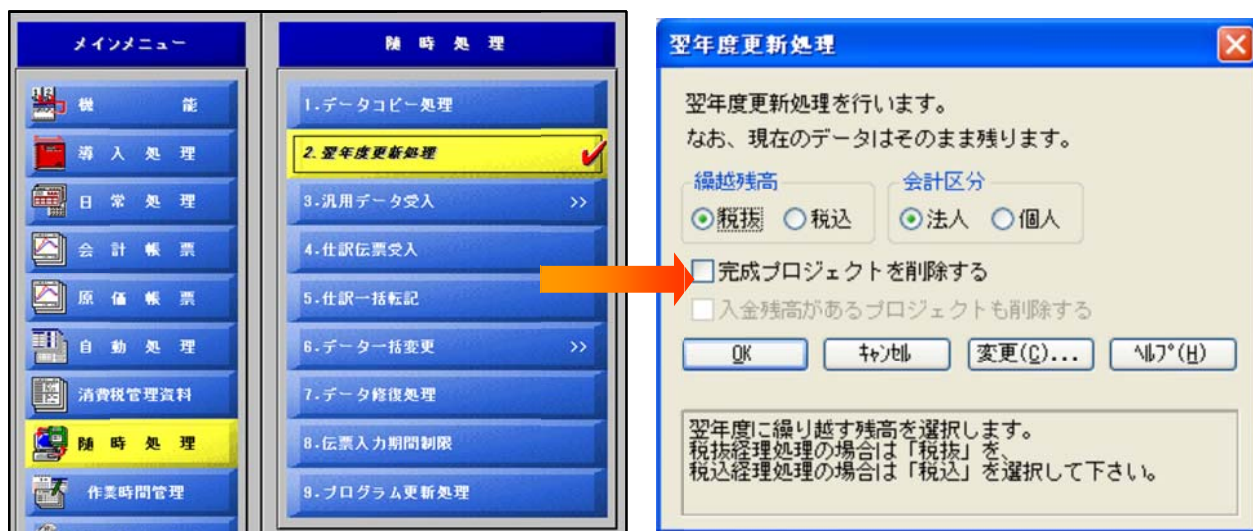 メインメニュー
機 能
導 入 処 理
日 常 処 理
会 計 帳 票
原 価 帳 票
自 動 処 理
消費税管理資料
随 時 処 理
作業時間管理
随 時 処 理
1.データコピー処理
2.翌年度更新処理
3.汎用データ受入 >>
4.仕訳伝票受入
5.仕訳一括転記
6.データ一括変更 >>
7.データ修復処理
8.伝票入力期間制限
9.プログラム更新処理
翌年度更新処理
翌年度更新処理を行います。
なお、現在のデータはそのまま残ります。
繰越残高 会計区分
税抜 税込 法人 個人
完成プロジェクトを削除する
入金残高があるプロジェクトも削除する
OK ｷｬﾝｾﾙ 変更(C)... ﾍﾙﾌﾟ(H)
翌年度に繰り越す残高を選択します。
税抜経理処理の場合は「税抜」を、
税込経理処理の場合は「税込」を選択して下さい。